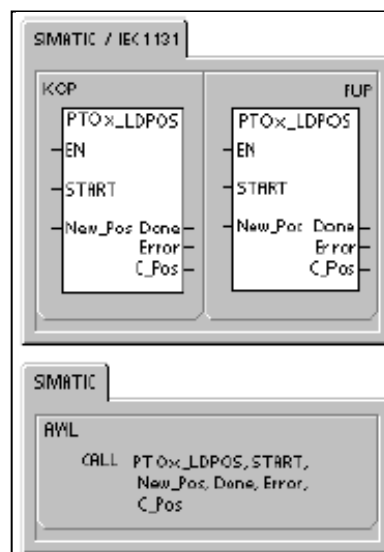 SIMATIC / IEC 1131
KOP FUP
PTOx_LDPOS PTOx_LDPOS
EN EN
START START
New_Pos Done New_Pos Done
Error Error
C_Pos C_Pos
SIMATIC
AWL
CALL PTOx_LDPOS, START,
New_Pos, Done, Error,
C_Pos